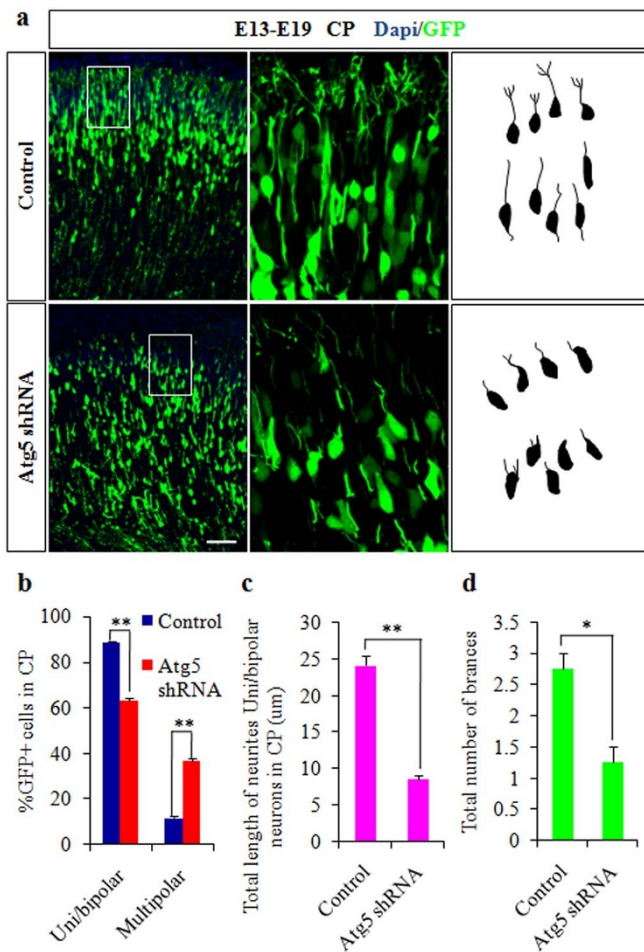 a
E13-E19 CP Dapi/GFP
Control
Atg5 shRNA
b
%GFP+ cells in CP
100
80
60
40
20
0
**
**
Control
Atg5
shRNA
Uni/bipolar
Multipolar
c
Total length of neurites Uni/bipolar
neurons in CP (um)
30
25
20
15
10
5
0
**
Control
Atg5 shRNA
d
Total number of brances
3.5
3
2.5
2
1.5
1
0.5
0
*
Control
Atg5 shRNA